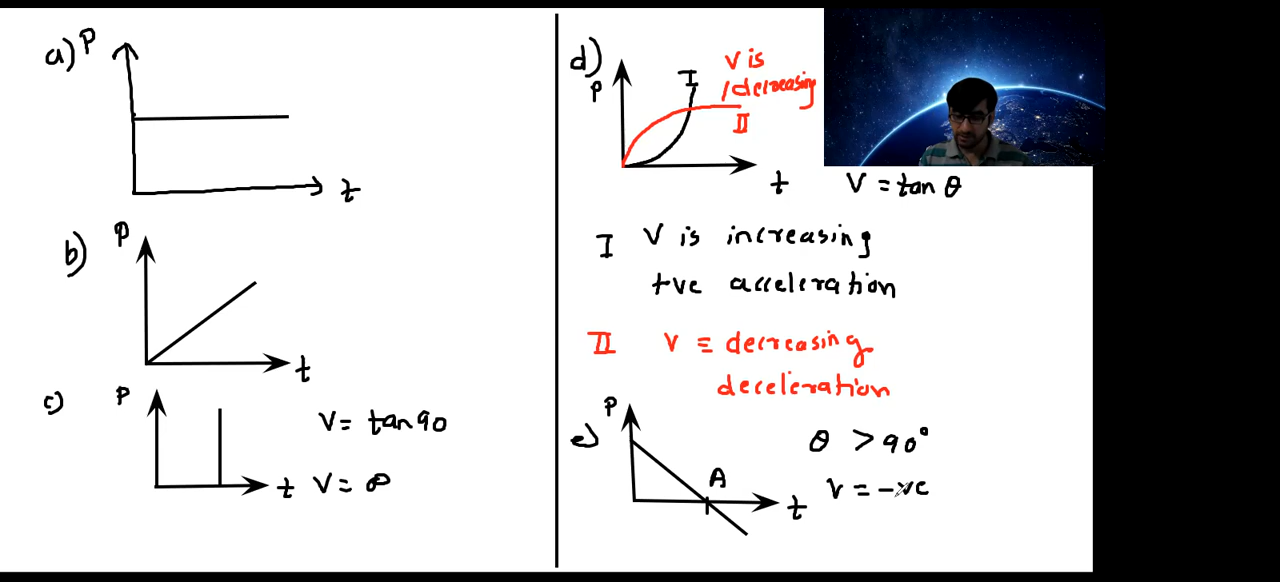 a) P
t
b) P
t
c) P
V = tan 90
t V = ∞
d)
P
I
V is
decreasing
II
t
V = tan θ
I V is increasing
+ve acceleration
II V = decreasing
deceleration
P
e) θ > 90°
A
t V = -ve